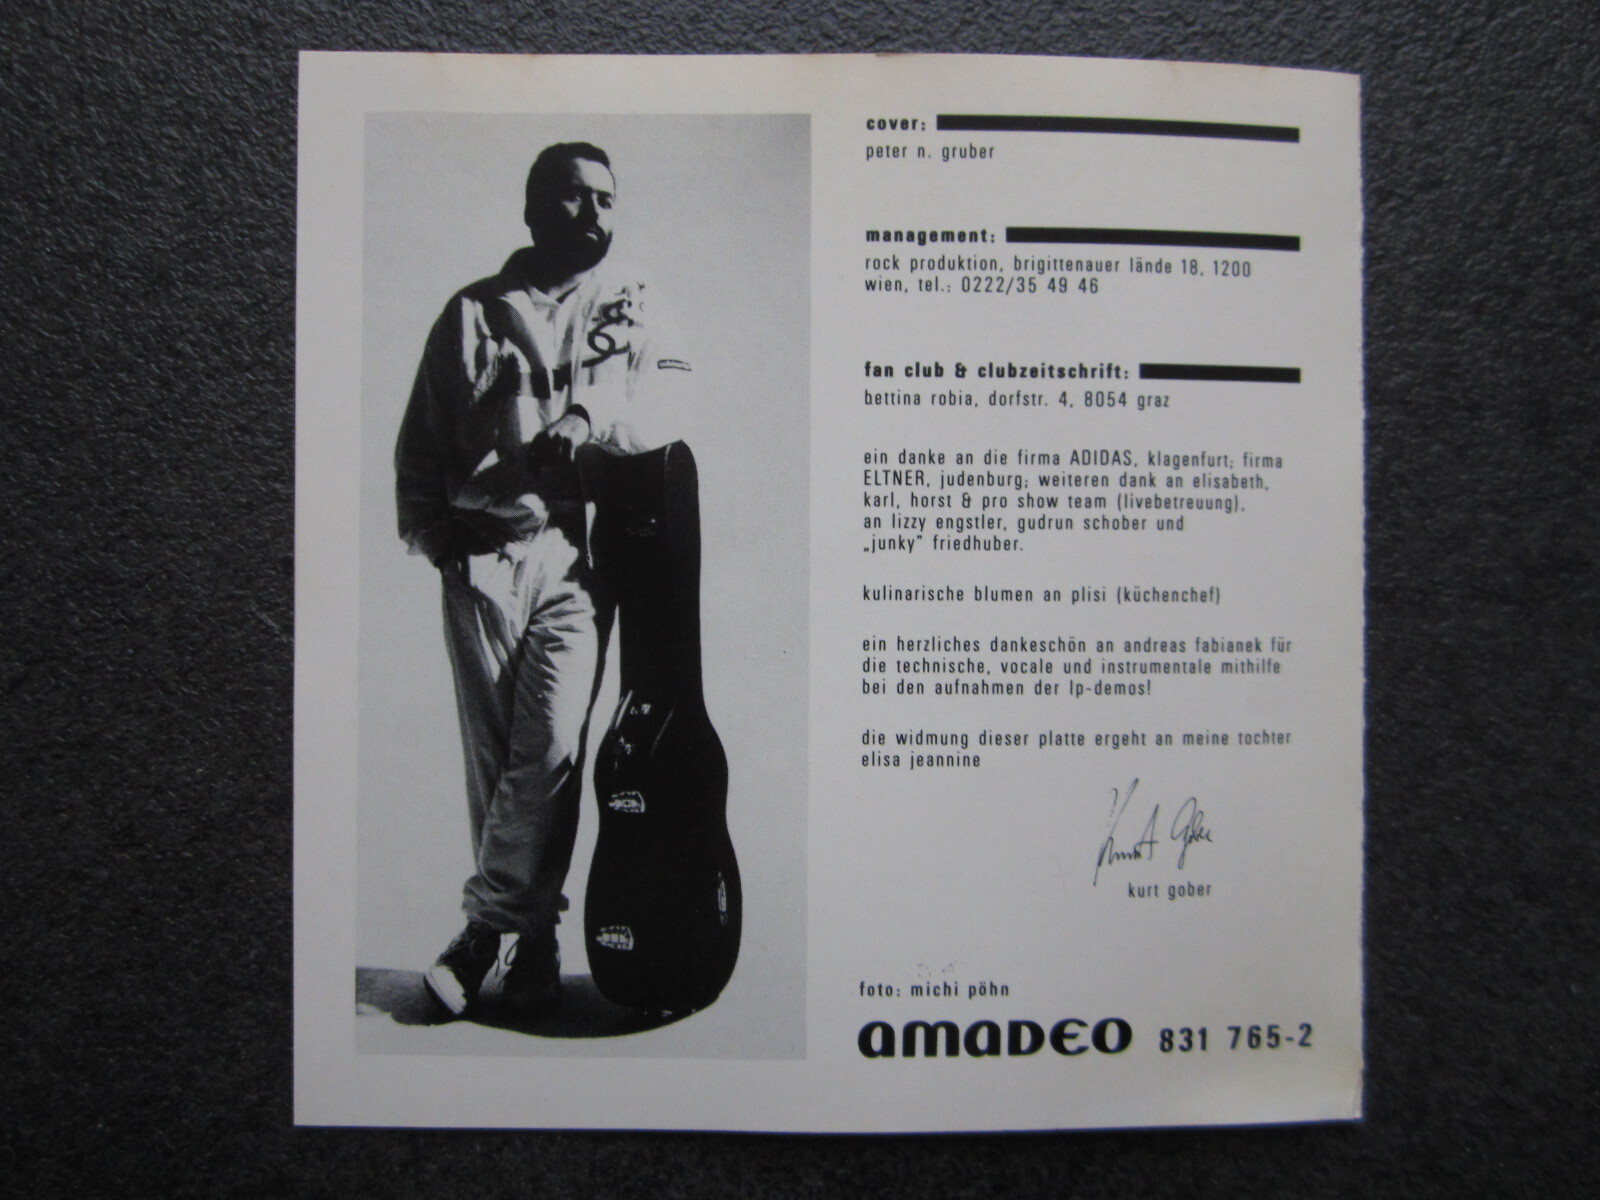 cover:
peter n. gruber
management:
rock produktion, brigittenauer lände 18, 1200
wien, tel.: 0222/35 49 46
fan club & clubzeitschrift:
bettina robia, dorfstr. 4, 8054 graz
ein danke an die firma ADIDAS, klagenfurt; firma
ELTNER, judenburg; weiteren dank an elisabeth,
karl, horst & pro show team (livebetreuung),
an lizzy engstler, gudrun schober und
„junky" friedhuber.
kulinarische blumen an plisi (küchenchef)
ein herzliches dankeschön an andreas fabianek für
die technische, vocale und instrumentale mithilfe
bei den aufnahmen der lp-demos!
die widmung dieser platte ergeht an meine tochter
elisa jeannine
Kurt Gober
kurt gober
foto: michi pöhn
amadeo 831 765-2